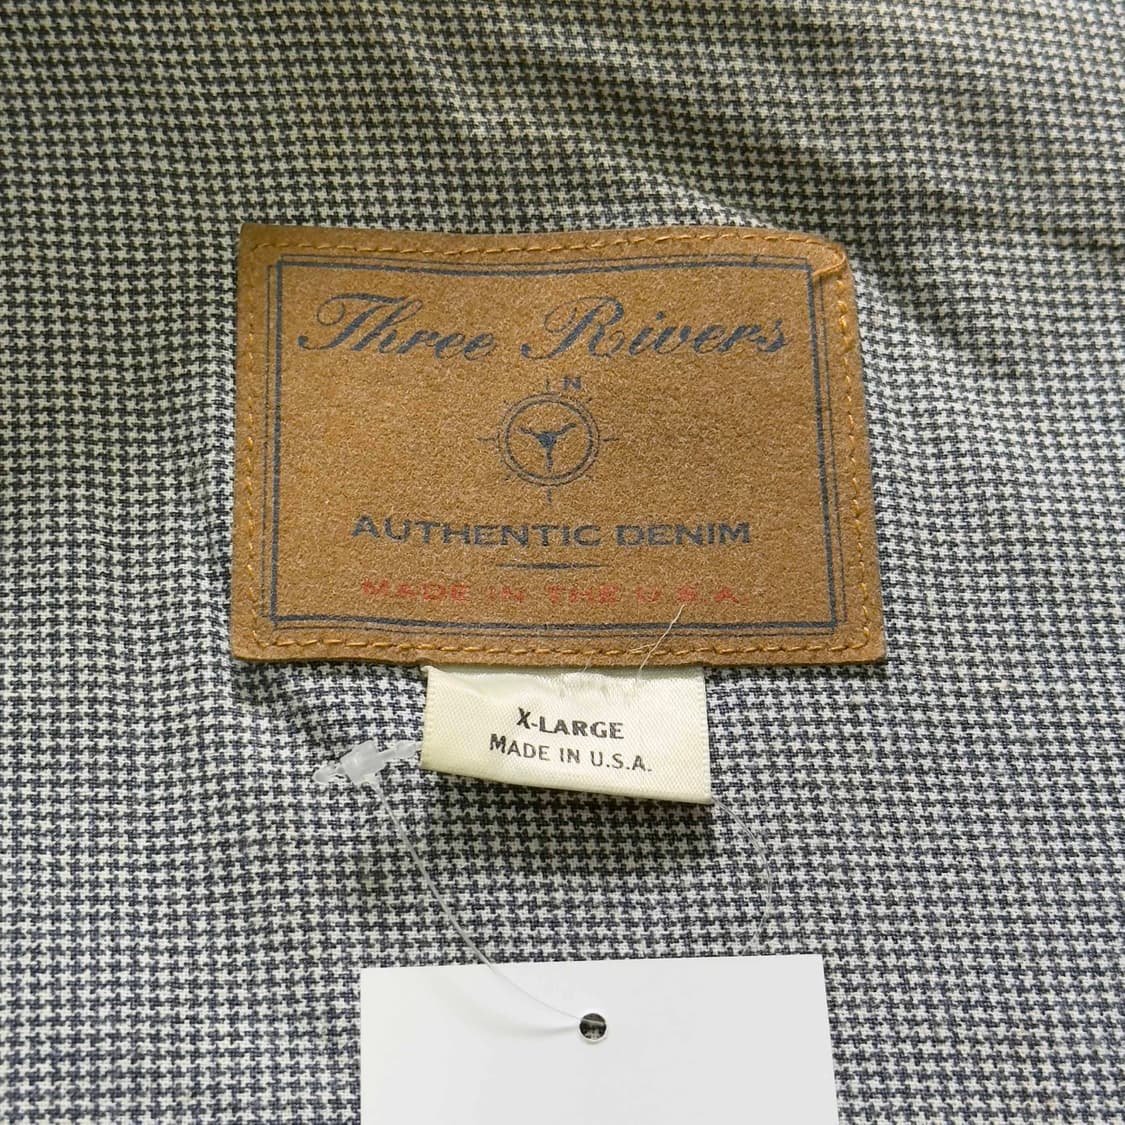 Three Rivers
N
AUTHENTIC DENIM
MADE IN THE U.S.A.
X-LARGE
MADE IN U.S.A.